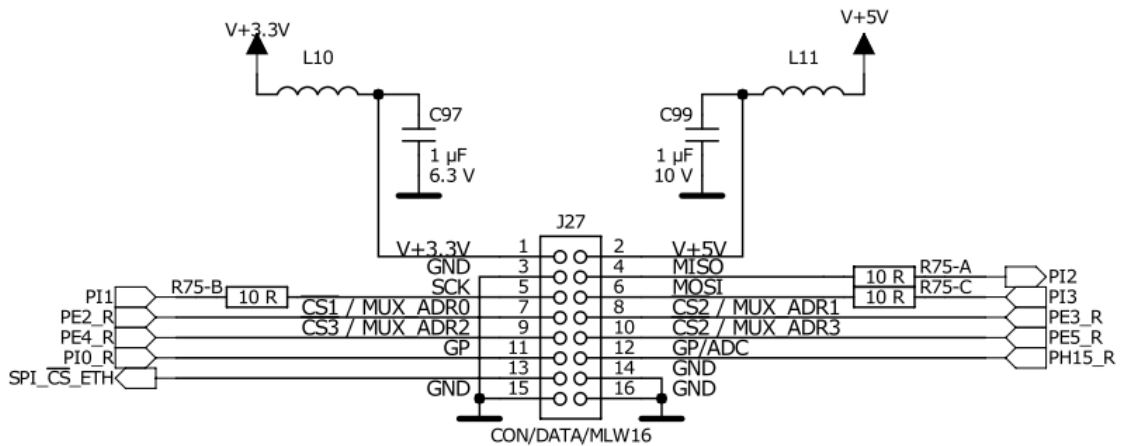 V+3.3V
V+5V
L10
L11
C97
C99
1 µF
6.3 V
1 µF
10 V
J27
V+3.3V 1 2 V+5V
GND 3 4 MISO R75-A 10 R PI2
PI1 R75-B 10 R SCK 5 6 MOSI 10 R R75-C PI3
PE2_R CS1 / MUX_ADR0 7 8 CS2 / MUX_ADR1 PE3_R
PE4_R CS3 / MUX_ADR2 9 10 CS2 / MUX_ADR3 PE5_R
PI0_R GP 11 12 GP/ADC PH15_R
SPI_CS_ETH 13 14 GND
GND 15 16 GND
CON/DATA/MLW16